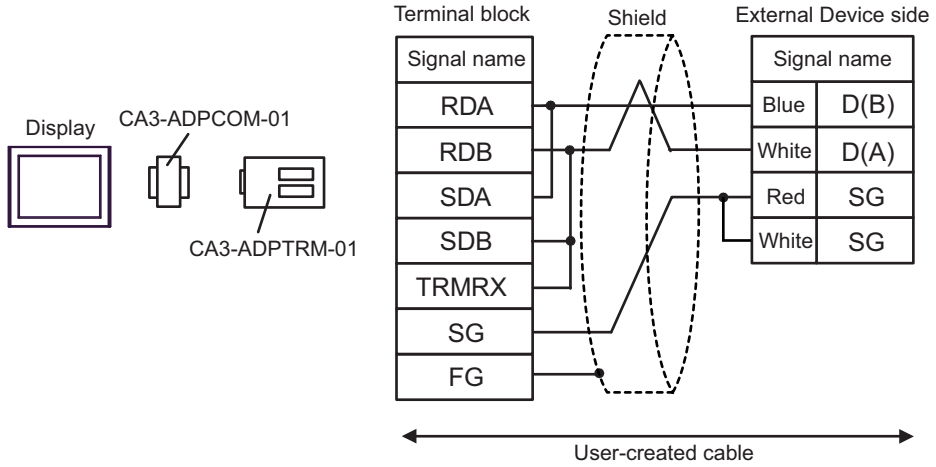 Display
CA3-ADPCOM-01
CA3-ADPTRM-01
Terminal block
Signal name
RDA
RDB
SDA
SDB
TRMRX
SG
FG
Shield
External Device side
Signal name
Blue D(B)
White D(A)
Red SG
White SG
User-created cable